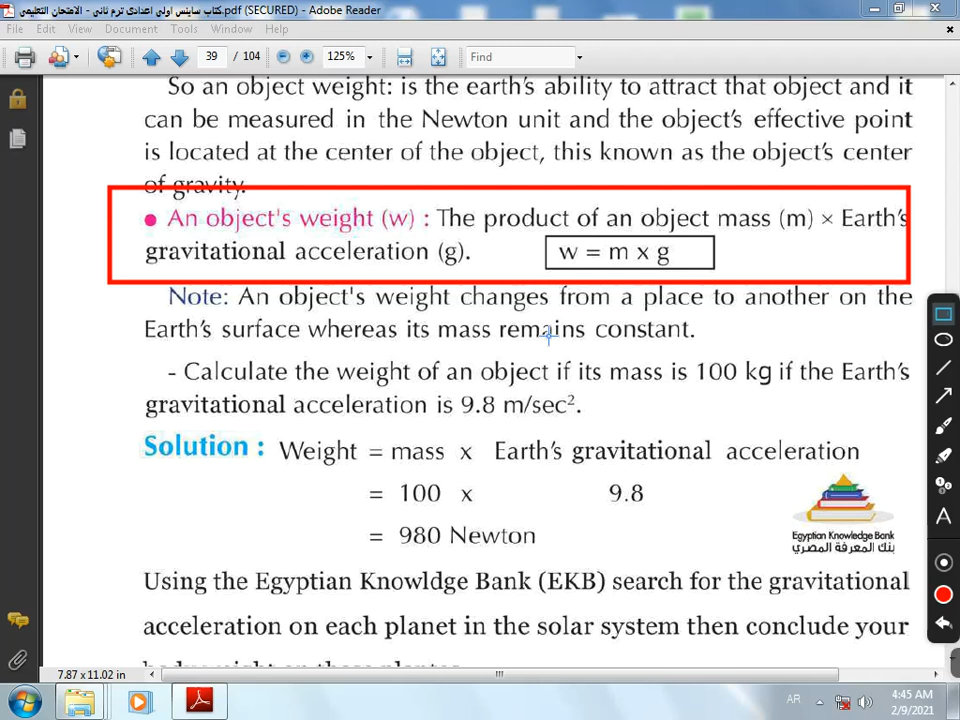 كتاب ساينس اولي اعدادى ترم ثاني - الامتحان التعليمي.pdf (SECURED) - Adobe Reader
File Edit View Document Tools Window Help
39 / 104 125% Find
So an object weight: is the earth's ability to attract that object and it
can be measured in the Newton unit and the object's effective point
is located at the center of the object, this known as the object's center
of gravity.
• An object's weight (w) : The product of an object mass (m) × Earth's
gravitational acceleration (g). w = m x g
Note: An object's weight changes from a place to another on the
Earth's surface whereas its mass remains constant.
- Calculate the weight of an object if its mass is 100 kg if the Earth's
gravitational acceleration is 9.8 m/sec².
Solution : Weight = mass x Earth's gravitational acceleration
= 100 x 9.8
= 980 Newton
Egyptian Knowledge Bank
بنك المعرفة المصري
Using the Egyptian Knowldge Bank (EKB) search for the gravitational
acceleration on each planet in the solar system then conclude your
7.87 x 11.02 in
AR 4:45 AM
2/9/2021